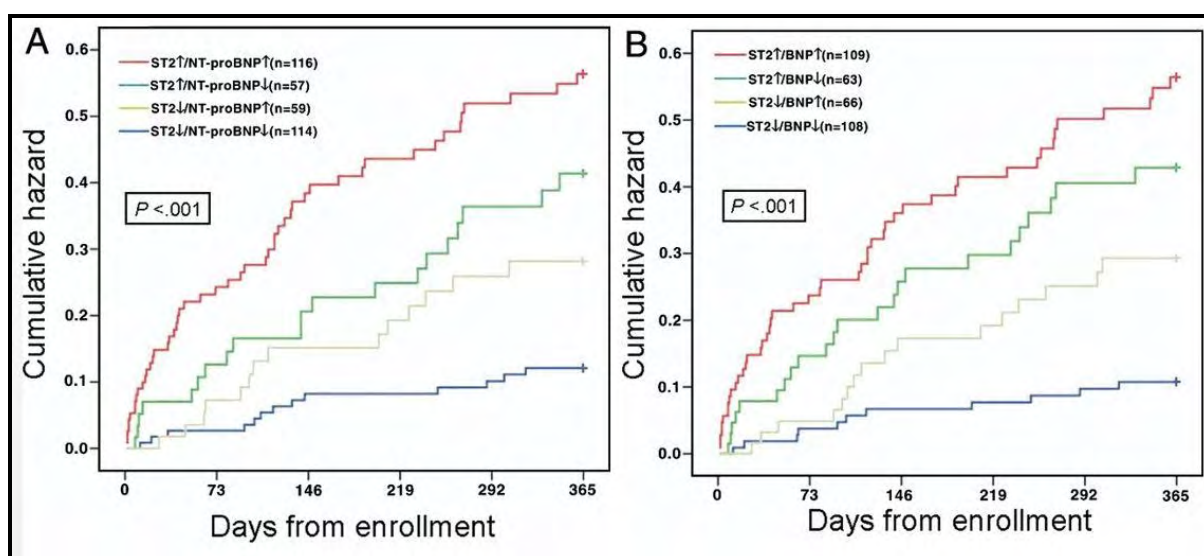 A
ST2↑/NT-proBNP↑(n=116)
ST2↑/NT-proBNP↓(n=57)
ST2↓/NT-proBNP↑(n=59)
ST2↓/NT-proBNP↓(n=114)
P <.001
Cumulative hazard
0.6
0.5
0.4
0.3
0.2
0.1
0.0
0 73 146 219 292 365
Days from enrollment
B
ST2↑/BNP↑(n=109)
ST2↑/BNP↓(n=63)
ST2↓/BNP↑(n=66)
ST2↓/BNP↓(n=108)
P <.001
Cumulative hazard
0.6
0.5
0.4
0.3
0.2
0.1
0.0
0 73 146 219 292 365
Days from enrollment